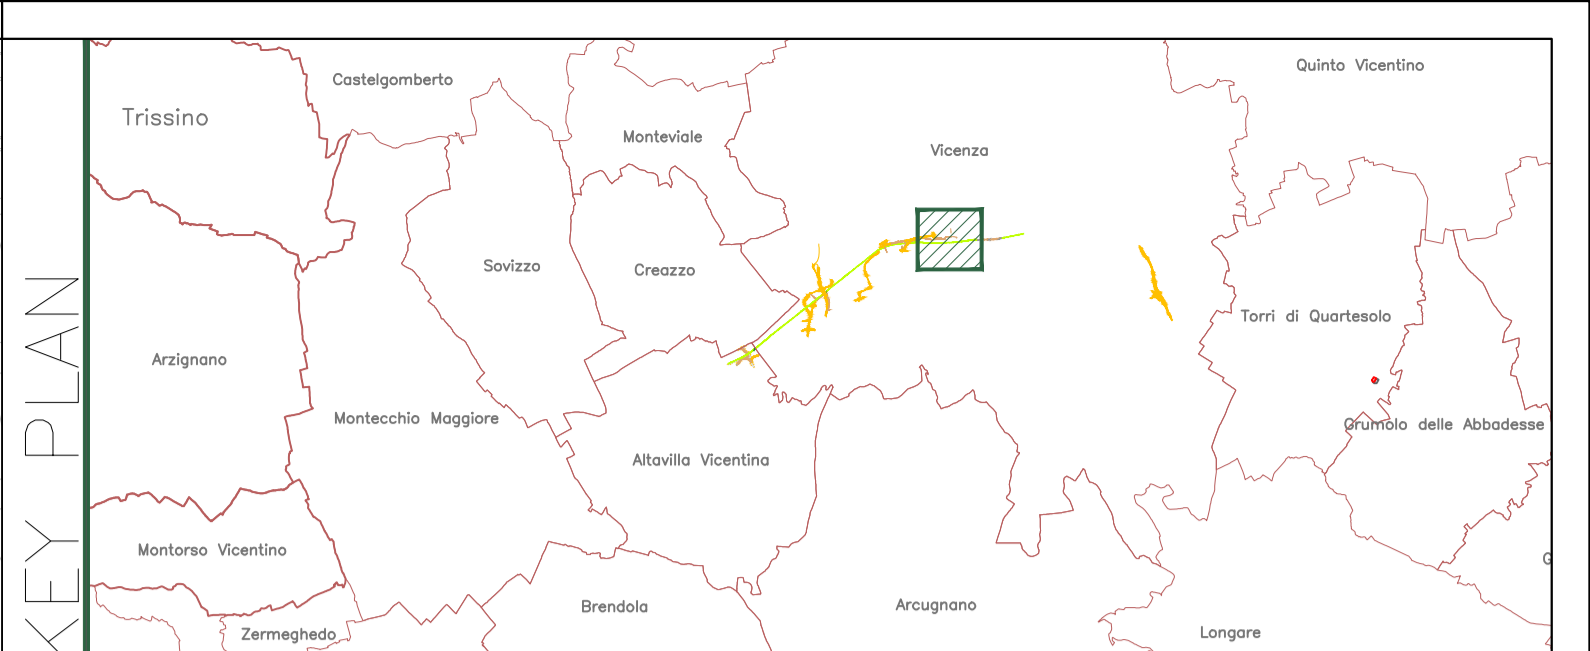 KEY PLAN
Quinto Vicentino
Castelgomberto
Trissino
Monteviale
Vicenza
Sovizzo
Creazzo
Torri di Quartesolo
Arzignano
Montecchio Maggiore
Grumolo delle Abbadesse
Altavilla Vicentina
Montorso Vicentino
G
Brendola
Arcugnano
Zermeghedo
Longare